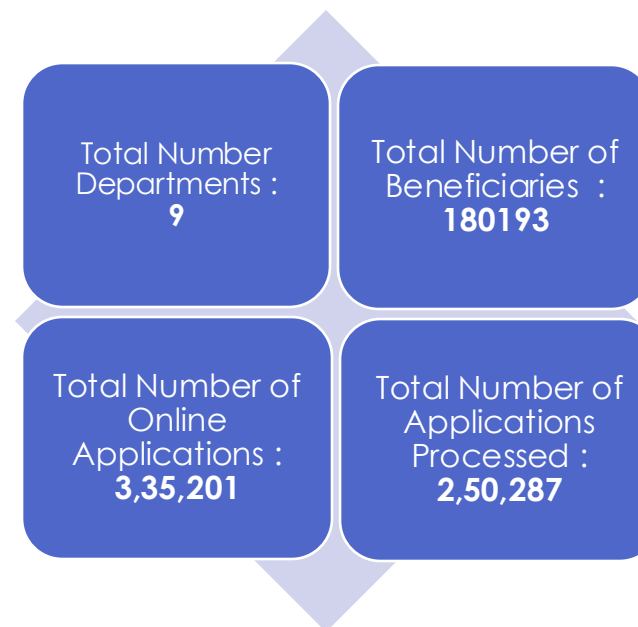 Total Number
Departments :
9
Total Number of
Beneficiaries  :
180193
Total Number of
Online
Applications :
3,35,201
Total Number of
Applications
Processed :
2,50,287